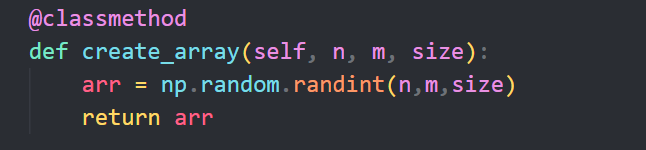 @classmethod
def create_array(self, n, m, size):
    arr = np.random.randint(n,m,size)
    return arr